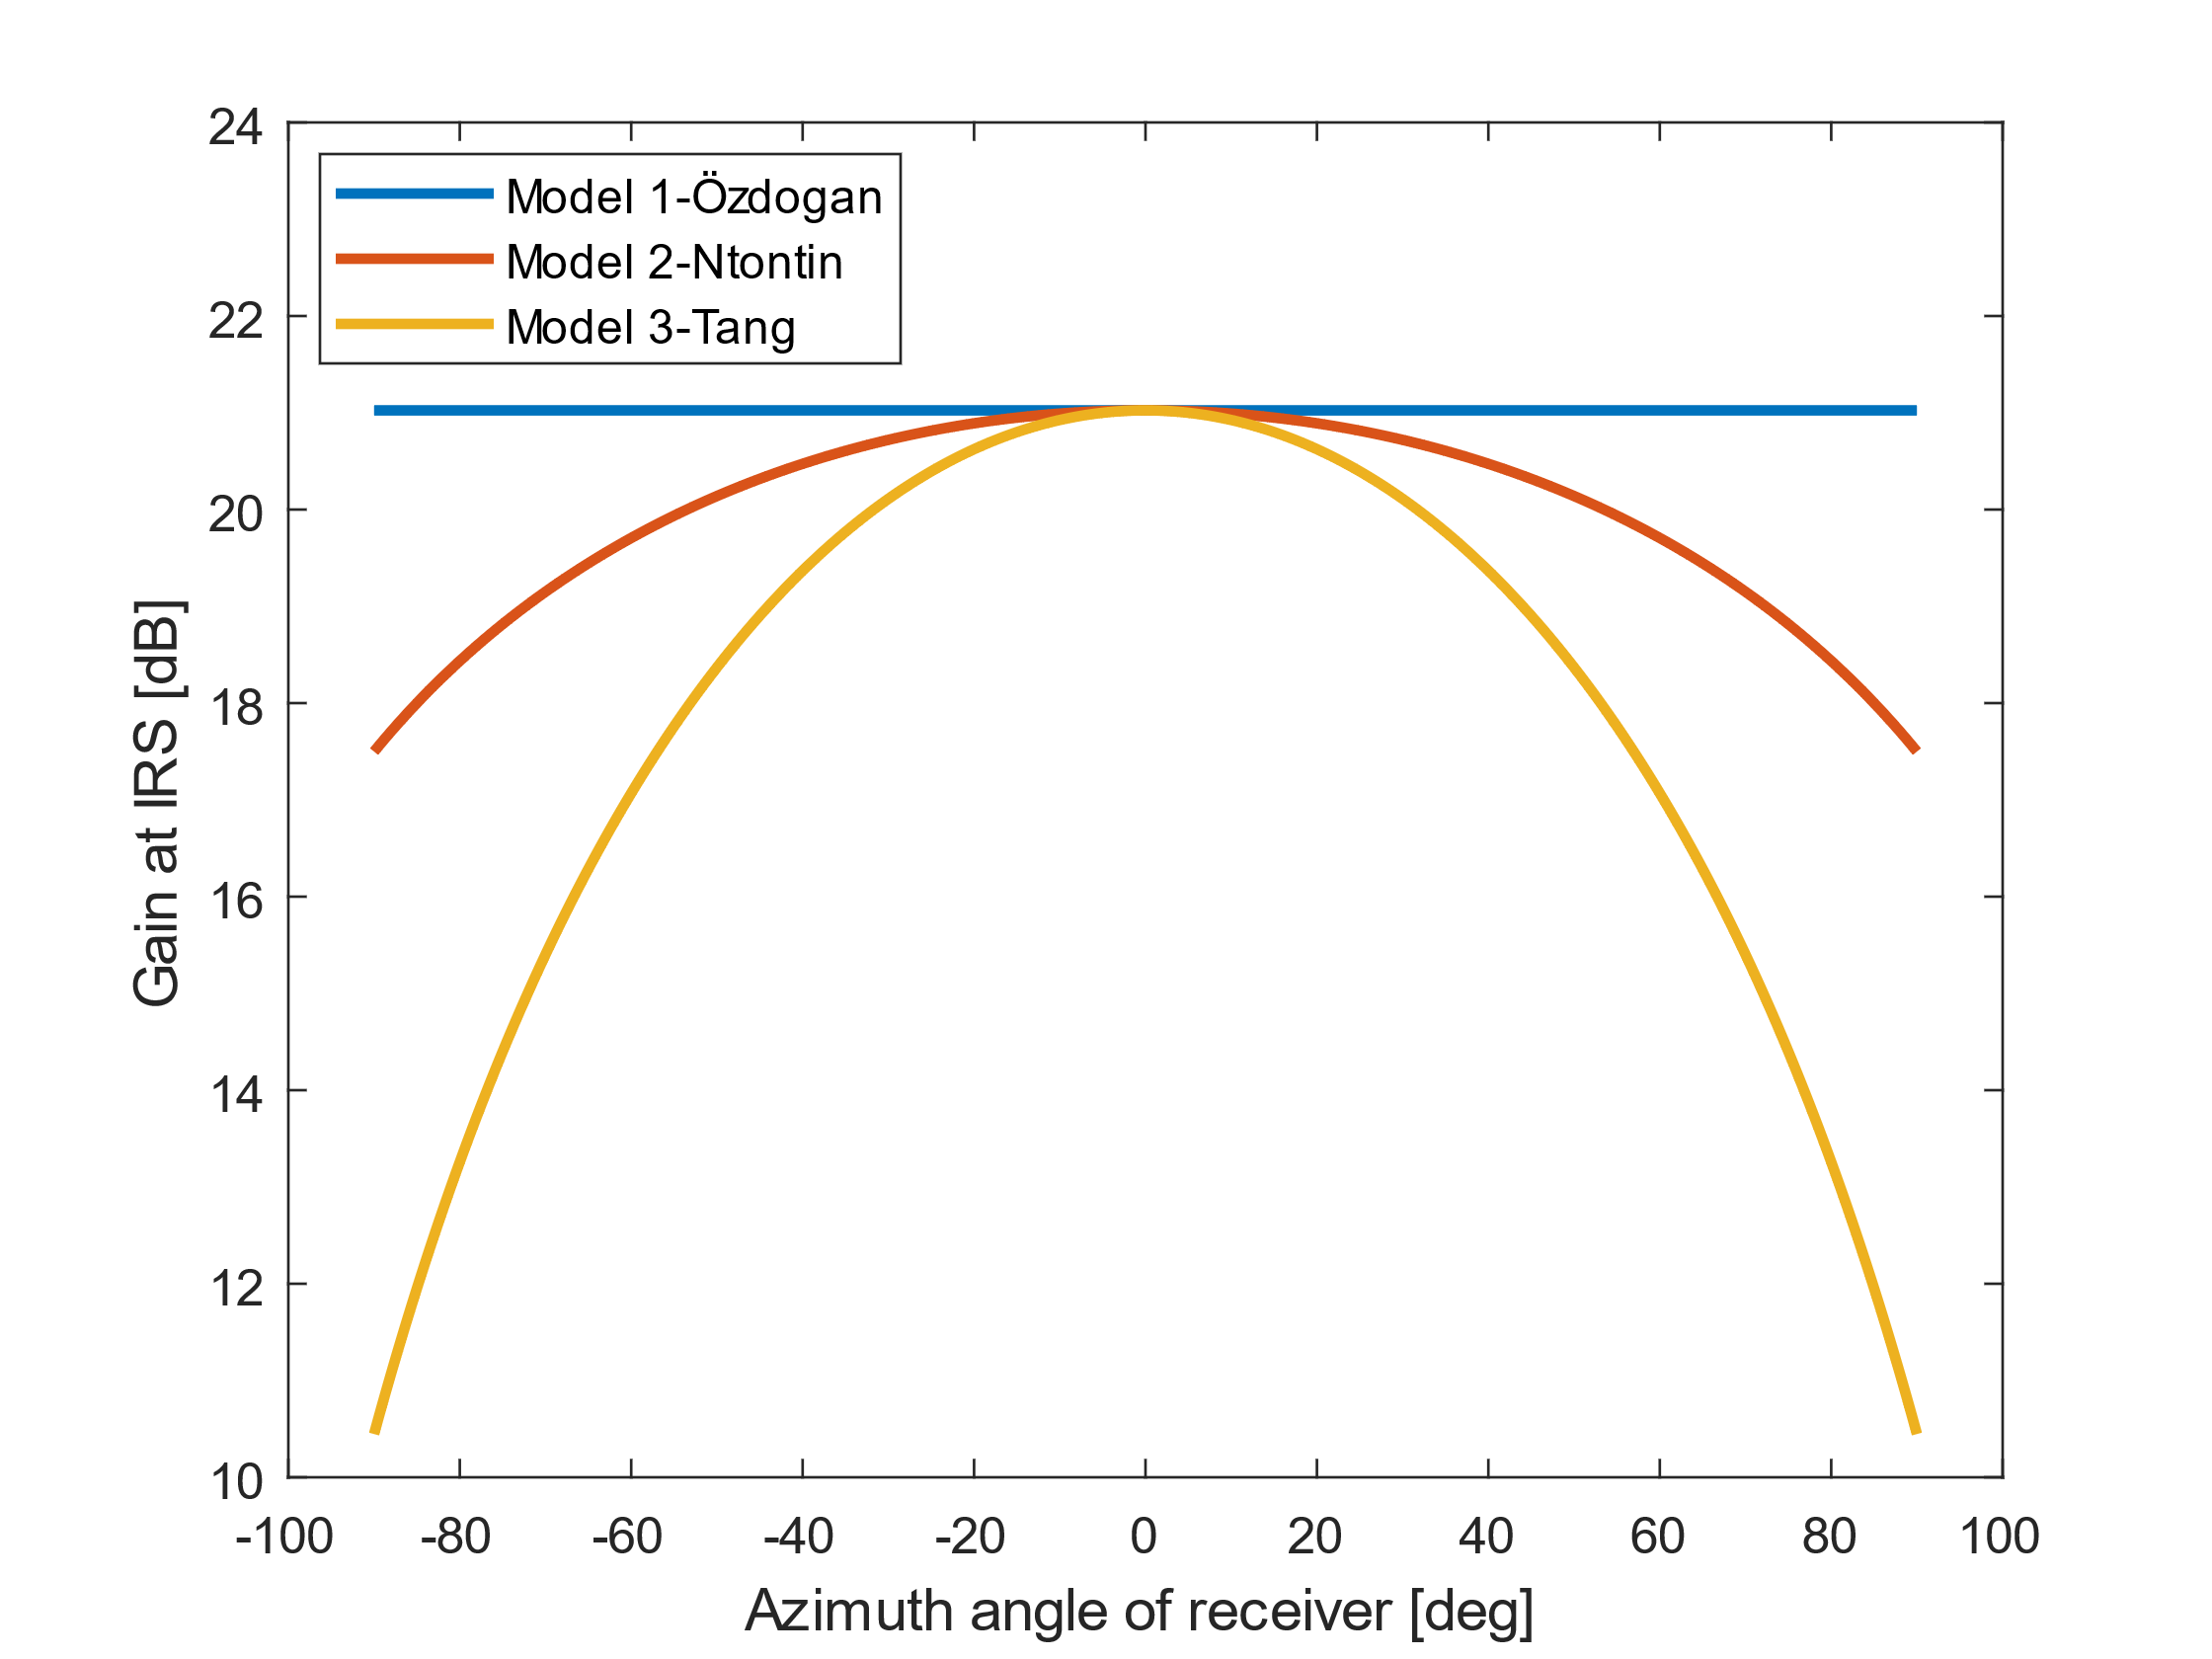 24
22
20
18
16
14
12
10
Gain at IRS [dB]
Model 1-Özdogan
Model 2-Ntontin
Model 3-Tang
-100 -80 -60 -40 -20 0 20 40 60 80 100
Azimuth angle of receiver [deg]